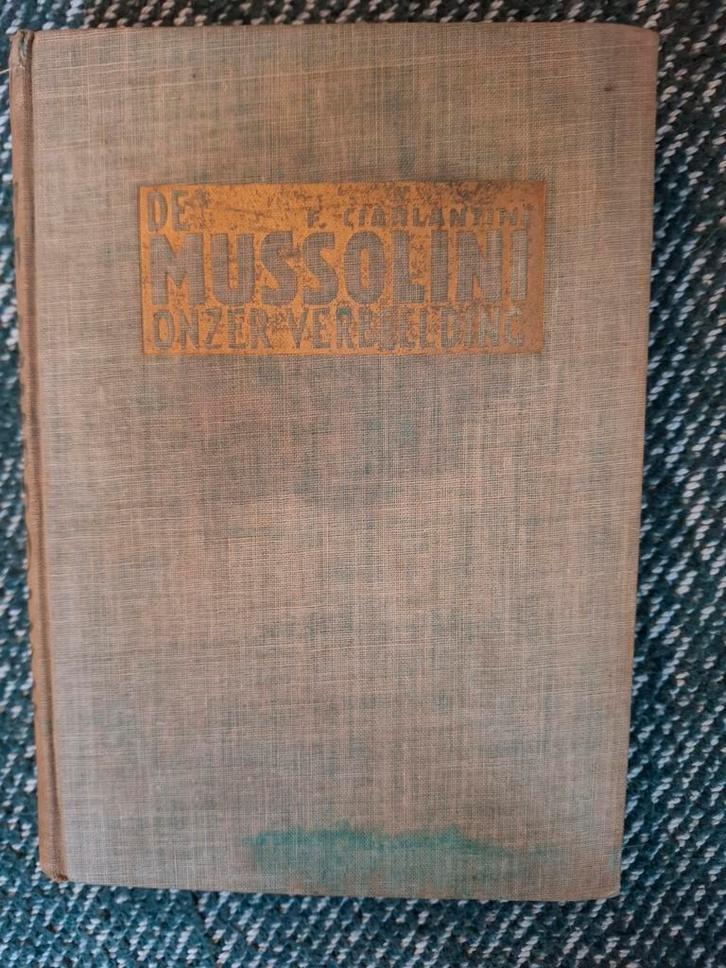 DE F. CIARLANTINI
MUSSOLINI
ONZER VERBEELDING